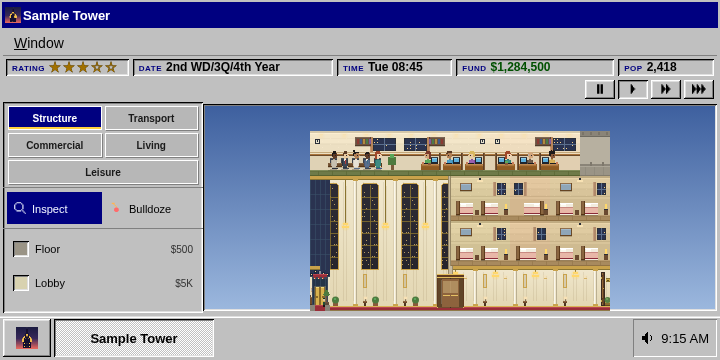 Sample Tower
Window
RATING
DATE 2nd WD/3Q/4th Year
TIME Tue 08:45
FUND $1,284,500
POP 2,418
Structure
Transport
Commercial
Living
Leisure
Inspect
Bulldoze
Floor $500
Lobby $5K
Sample Tower
9:15 AM